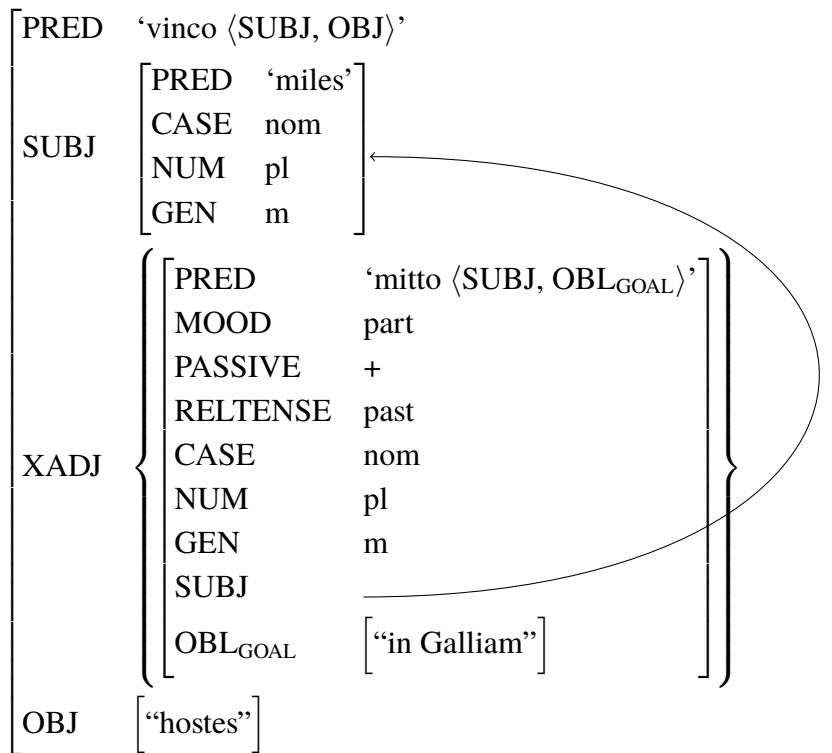 PRED ‘vinco ⟨SUBJ, OBJ⟩’
SUBJ
PRED ‘miles’
CASE nom
NUM pl
GEN m
XADJ
PRED ‘mitto ⟨SUBJ, OBL_GOAL⟩’
MOOD part
PASSIVE +
RELTENSE past
CASE nom
NUM pl
GEN m
SUBJ
OBL_GOAL [“in Galliam”]
OBJ [“hostes”]